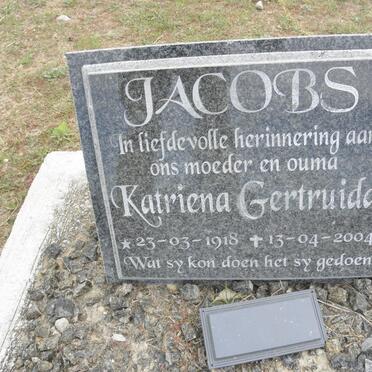 JACOBS
In liefdevolle herinnering aan
ons moeder en ouma
Katriena Gertruida
★ 23-03-1918 ✝ 13-04-2004
Wat sy kon doen het sy gedoen